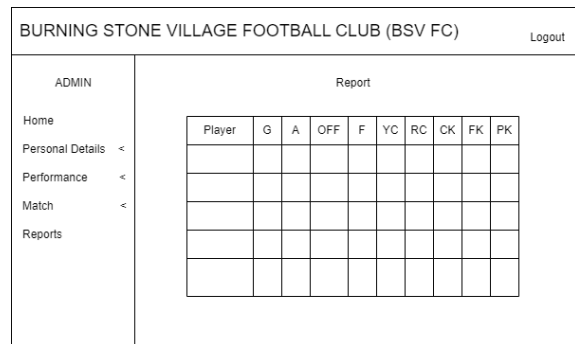 BURNING STONE VILLAGE FOOTBALL CLUB (BSV FC)
Logout
ADMIN
Home
Personal Details <
Performance <
Match <
Reports
Report
Player G A OFF F YC RC CK FK PK